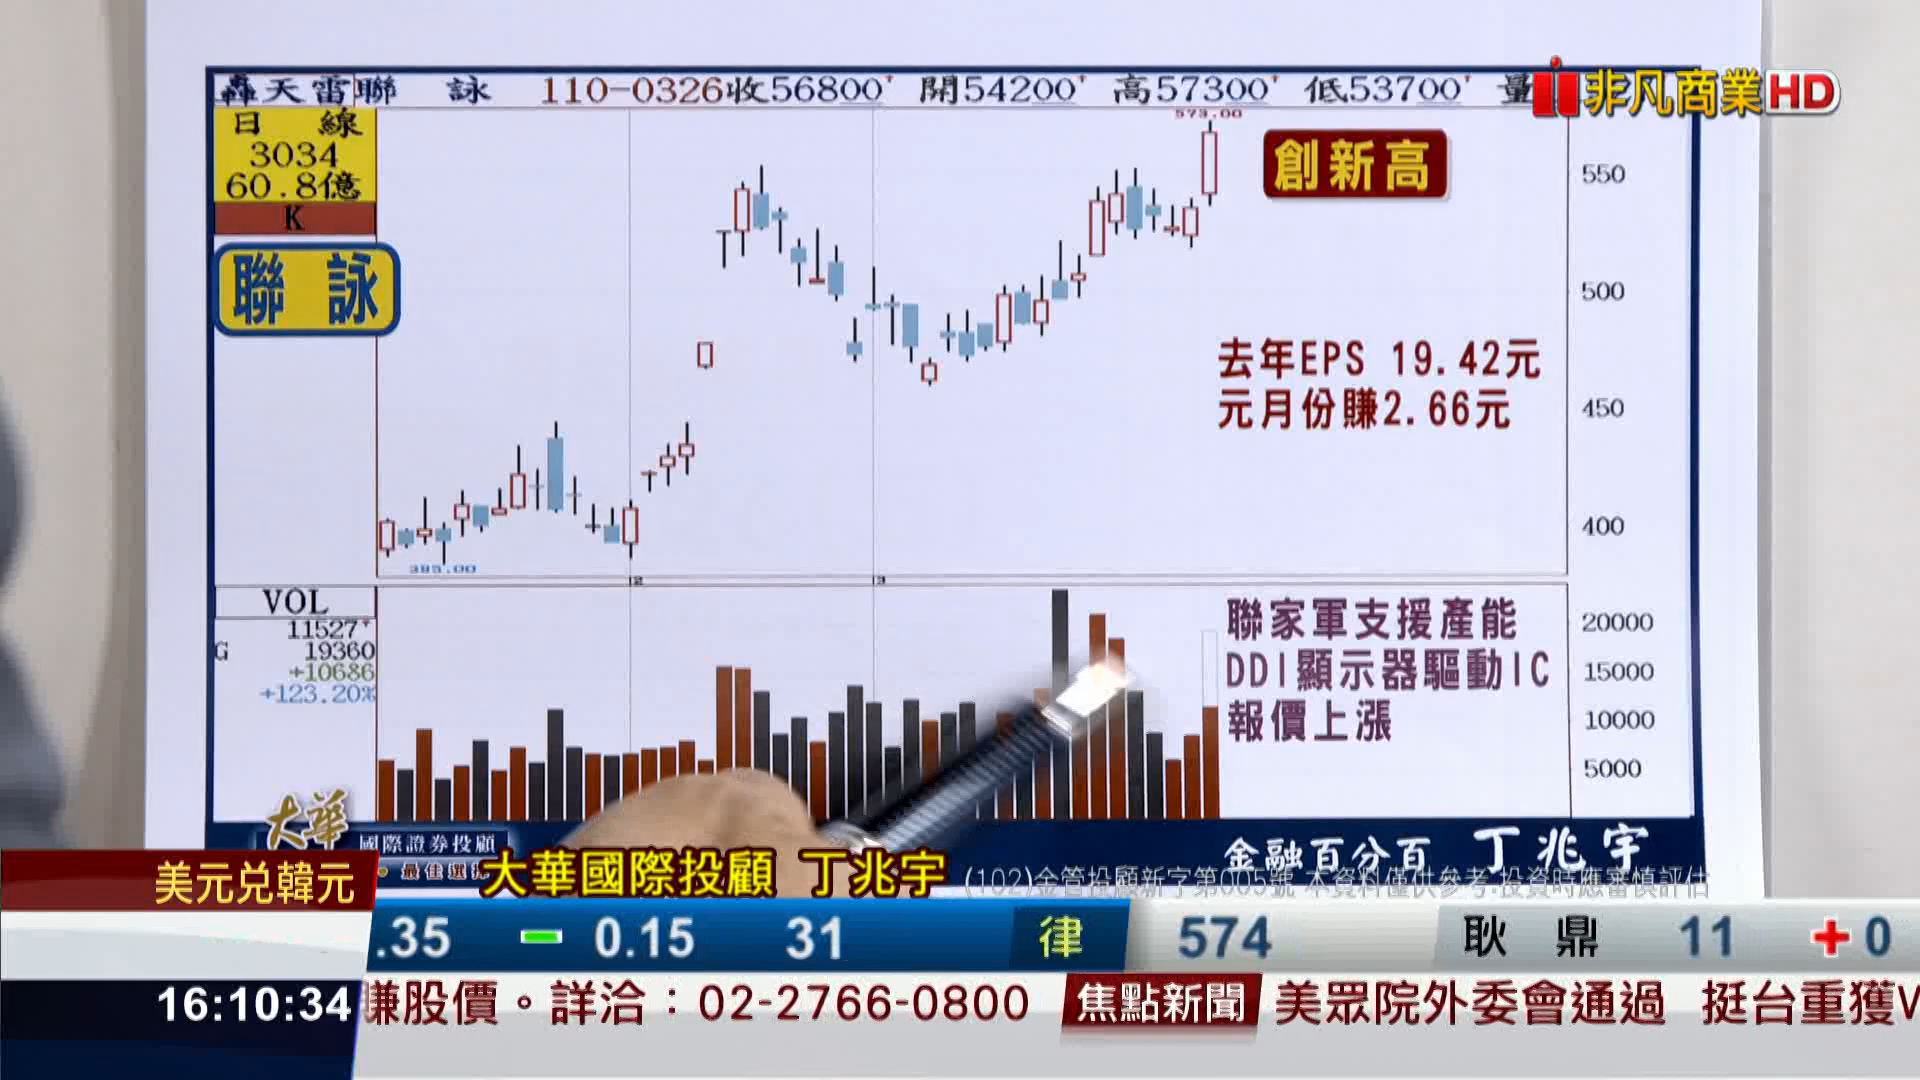 轟天雷聯 詠 110-0326收56800 開54200 高57300 低53700 量
非凡商業HD
日 線
3034
60.8億
K
聯 詠
573.00
創新高
550
500
450
400
去年EPS 19.42元
元月份賺2.66元
385.00
2
3
VOL
11527
G 19360
+10686
+123.20%
聯家軍支援產能
DDI顯示器驅動IC
報價上漲
20000
15000
10000
5000
大華 國際證券投顧
最佳選
金融百分百 丁兆宇
大華國際投顧 丁兆宇
(102)金管投顧新字第005號 本資料僅供參考.投資時應審慎評估
美元兌韓元
.35 0.15 31 律 574 耿 鼎 11 +0
16:10:34
賺股價。詳洽：02-2766-0800 焦點新聞 美眾院外委會通過 挺台重獲